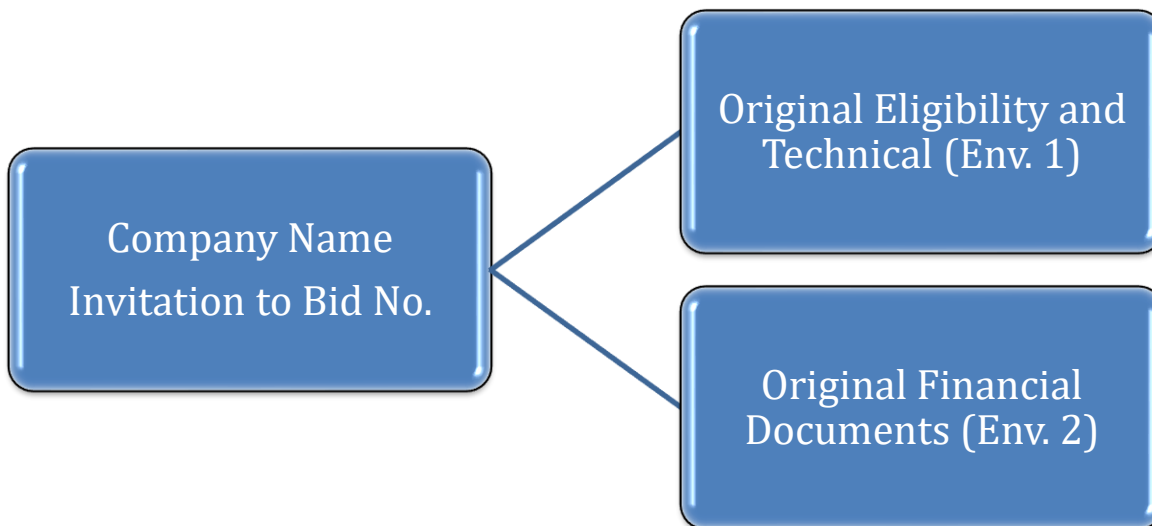 Company Name
Invitation to Bid No.
Original Eligibility and
Technical (Env. 1)
Original Financial
Documents (Env. 2)